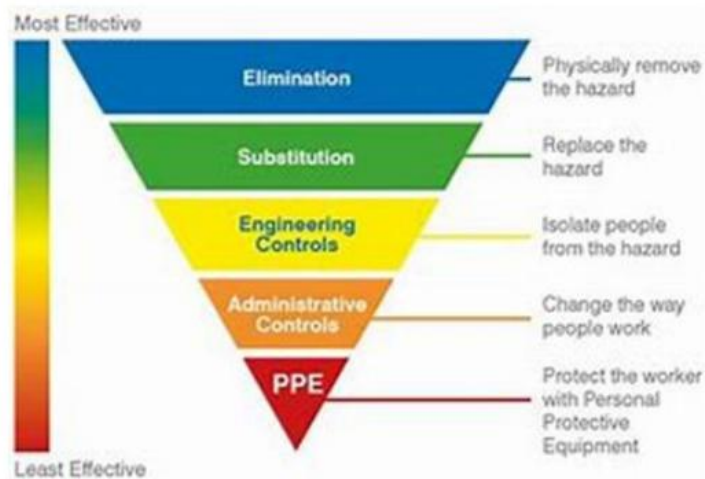 Most Effective
Elimination
Physically remove
the hazard
Substitution
Replace the
hazard
Engineering
Controls
Isolate people
from the hazard
Administrative
Controls
Change the way
people work
PPE
Protect the worker
with Personal
Protective
Equipment
Least Effective